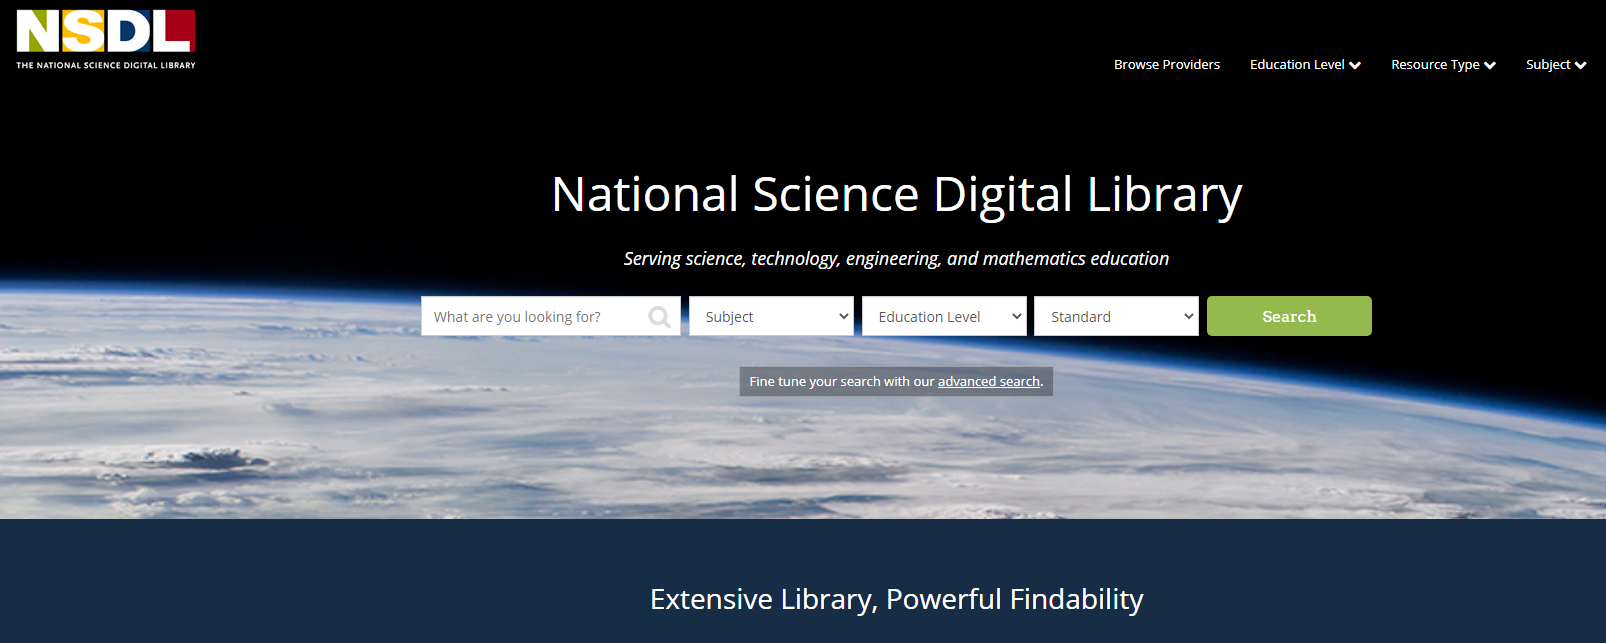 NSDL
THE NATIONAL SCIENCE DIGITAL LIBRARY
Browse Providers Education Level Resource Type Subject
National Science Digital Library
Serving science, technology, engineering, and mathematics education
What are you looking for? Subject Education Level Standard Search
Fine tune your search with our advanced search.
Extensive Library, Powerful Findability